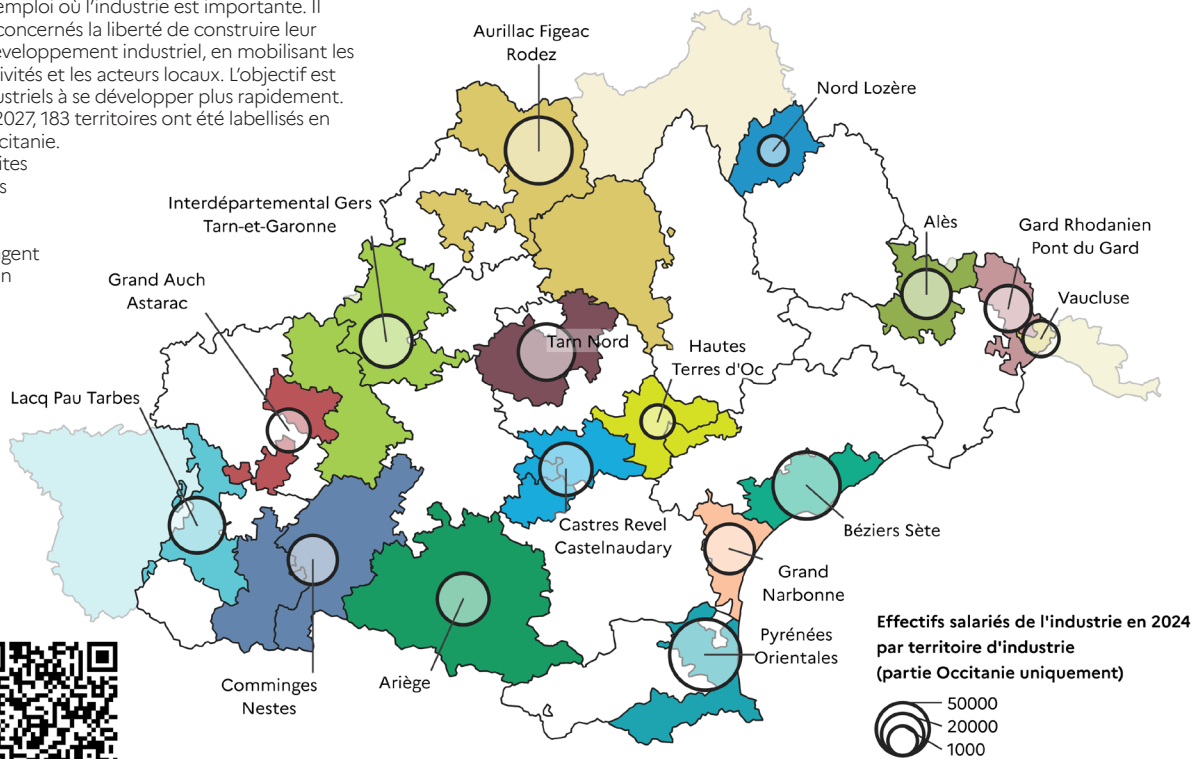 emploi où l'industrie est importante. Il
concernés la liberté de construire leur
éveloppement industriel, en mobilisant les
ivités et les acteurs locaux. L'objectif est
ustriels à se développer plus rapidement.
2027, 183 territoires ont été labellisés en
citanie.
ites
s
gent
n
Aurillac Figeac
Rodez
Nord Lozère
Interdépartemental Gers
Tarn-et-Garonne
Alès
Gard Rhodanien
Pont du Gard
Grand Auch
Astarac
Vaucluse
Tarn Nord
Hautes
Terres d'Oc
Lacq Pau Tarbes
Castres Revel
Castelnaudary
Béziers Sète
Grand
Narbonne
Pyrénées
Orientales
Comminges
Nestes
Ariège
Effectifs salariés de l'industrie en 2024
par territoire d'industrie
(partie Occitanie uniquement)
50000
20000
1000